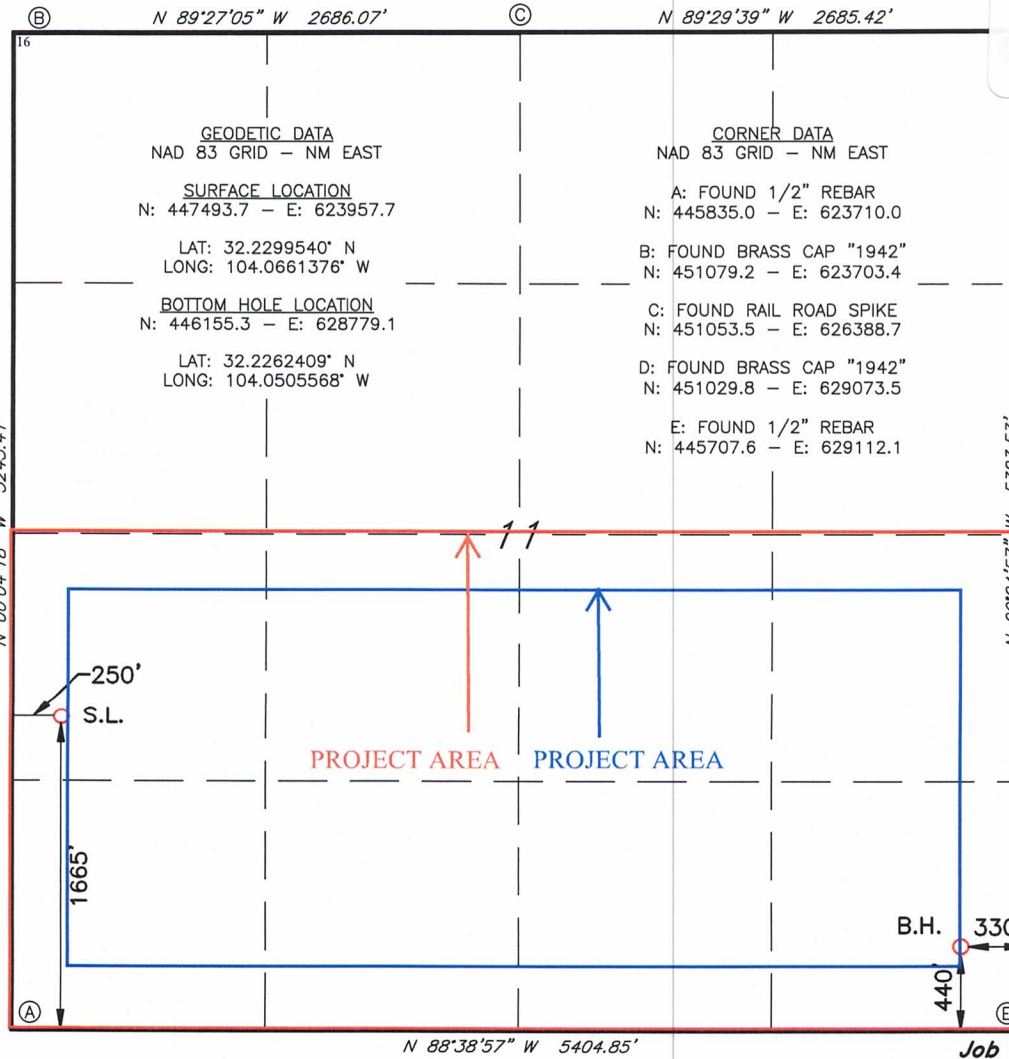 B N 89°27'05" W 2686.07' C N 89°29'39" W 2685.42'
16
GEODETIC DATA
NAD 83 GRID – NM EAST
SURFACE LOCATION
N: 447493.7 – E: 623957.7
LAT: 32.2299540° N
LONG: 104.0661376° W
BOTTOM HOLE LOCATION
N: 446155.3 – E: 628779.1
LAT: 32.2262409° N
LONG: 104.0505568° W
CORNER DATA
NAD 83 GRID – NM EAST
A: FOUND 1/2" REBAR
N: 445835.0 – E: 623710.0
B: FOUND BRASS CAP "1942"
N: 451079.2 – E: 623703.4
C: FOUND RAIL ROAD SPIKE
N: 451053.5 – E: 626388.7
D: FOUND BRASS CAP "1942"
N: 451029.8 – E: 629073.5
E: FOUND 1/2" REBAR
N: 445707.6 – E: 629112.1
11
250'
S.L.
PROJECT AREA
PROJECT AREA
1665'
B.H. 330
440'
A
E
N 88°38'57" W 5404.85'
Job